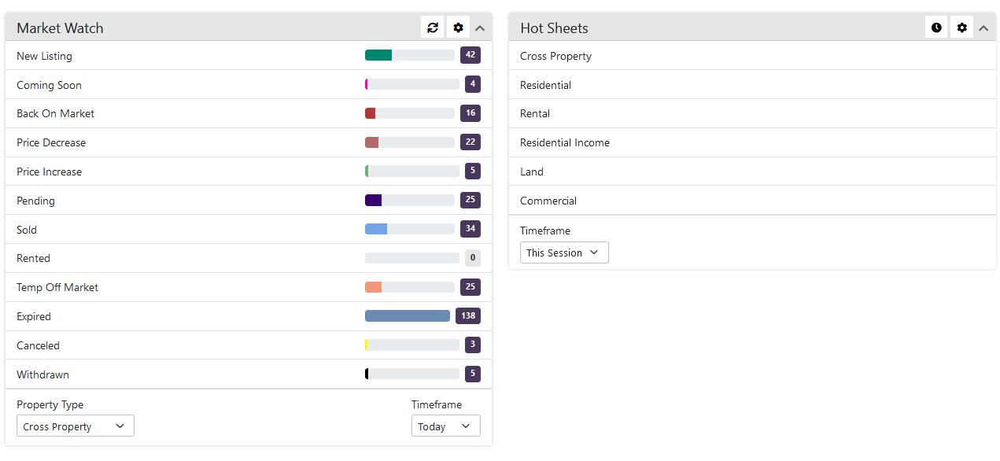 Market Watch
New Listing 42
Coming Soon 4
Back On Market 16
Price Decrease 22
Price Increase 5
Pending 25
Sold 34
Rented 0
Temp Off Market 25
Expired 138
Canceled 3
Withdrawn 5
Property Type Timeframe
Cross Property Today
Hot Sheets
Cross Property
Residential
Rental
Residential Income
Land
Commercial
Timeframe
This Session